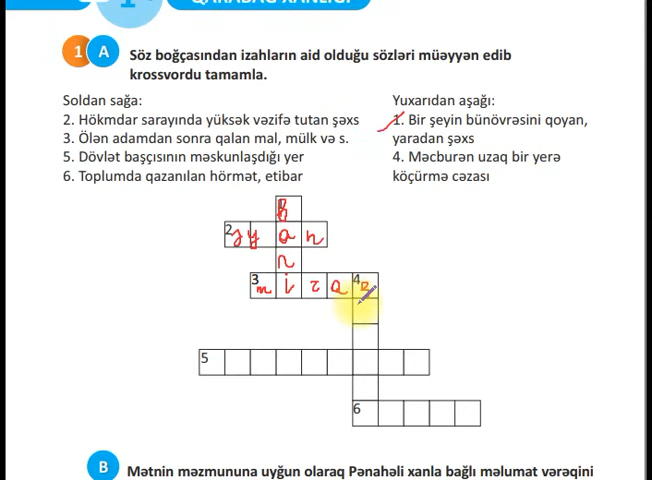 QARABAĞ XANLIĞI
1 A Söz boğçasından izahların aid olduğu sözləri müəyyən edib
krossvordu tamamla.
Soldan sağa:
2. Hökmdar sarayında yüksək vəzifə tutan şəxs
3. Ölən adamdan sonra qalan mal, mülk və s.
5. Dövlət başçısının məskunlaşdığı yer
6. Toplumda qazanılan hörmət, etibar
Yuxarıdan aşağı:
1. Bir şeyin bünövrəsini qoyan,
yaradan şəxs
4. Məcburən uzaq bir yerə
köçürmə cəzası
2 a n
n
3 m i r a 4 s
5
6
B Mətnin məzmununa uyğun olaraq Pənahəli xanla bağlı məlumat vərəqini